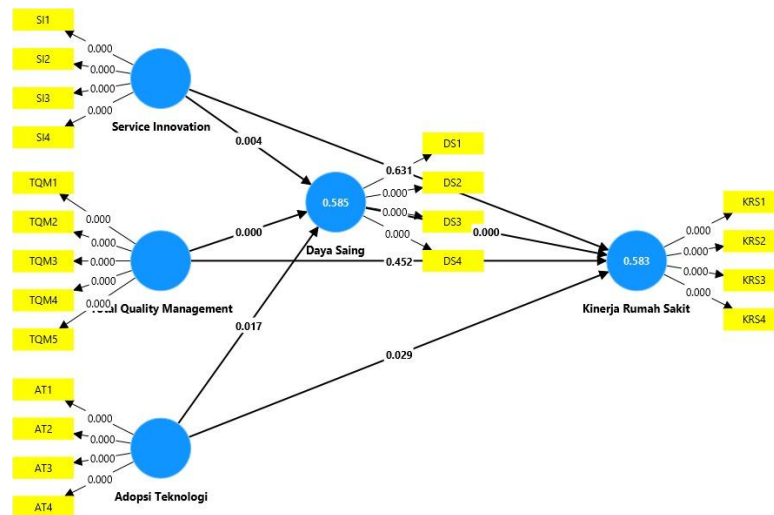 SI1
0.000
SI2
0.000
SI3
0.000
SI4
0.000
Service Innovation
0.004
0.631
DS1
DS2
0.000
DS3
0.000
DS4
0.000
0.585
Daya Saing
TQM1
0.000
TQM2
0.000
TQM3
0.000
TQM4
0.000
TQM5
0.000
Total Quality Management
0.000
0.452
0.017
0.029
KRS1
0.000
KRS2
0.000
KRS3
0.000
KRS4
0.000
0.583
Kinerja Rumah Sakit
AT1
0.000
AT2
0.000
AT3
0.000
AT4
0.000
Adopsi Teknologi